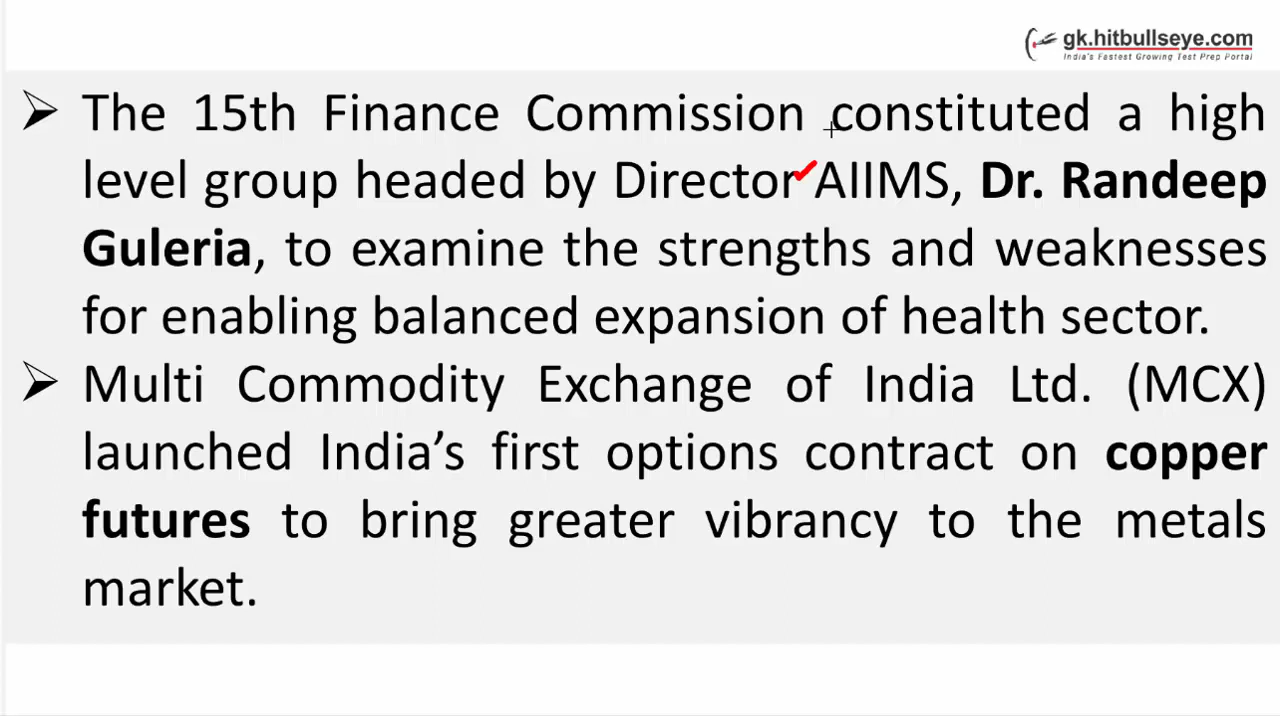 gk.hitbullseye.com
India's Fastest Growing Test Prep Portal
➢ The 15th Finance Commission constituted a high
level group headed by Director AIIMS, Dr. Randeep
Guleria, to examine the strengths and weaknesses
for enabling balanced expansion of health sector.
➢ Multi Commodity Exchange of India Ltd. (MCX)
launched India’s first options contract on copper
futures to bring greater vibrancy to the metals
market.